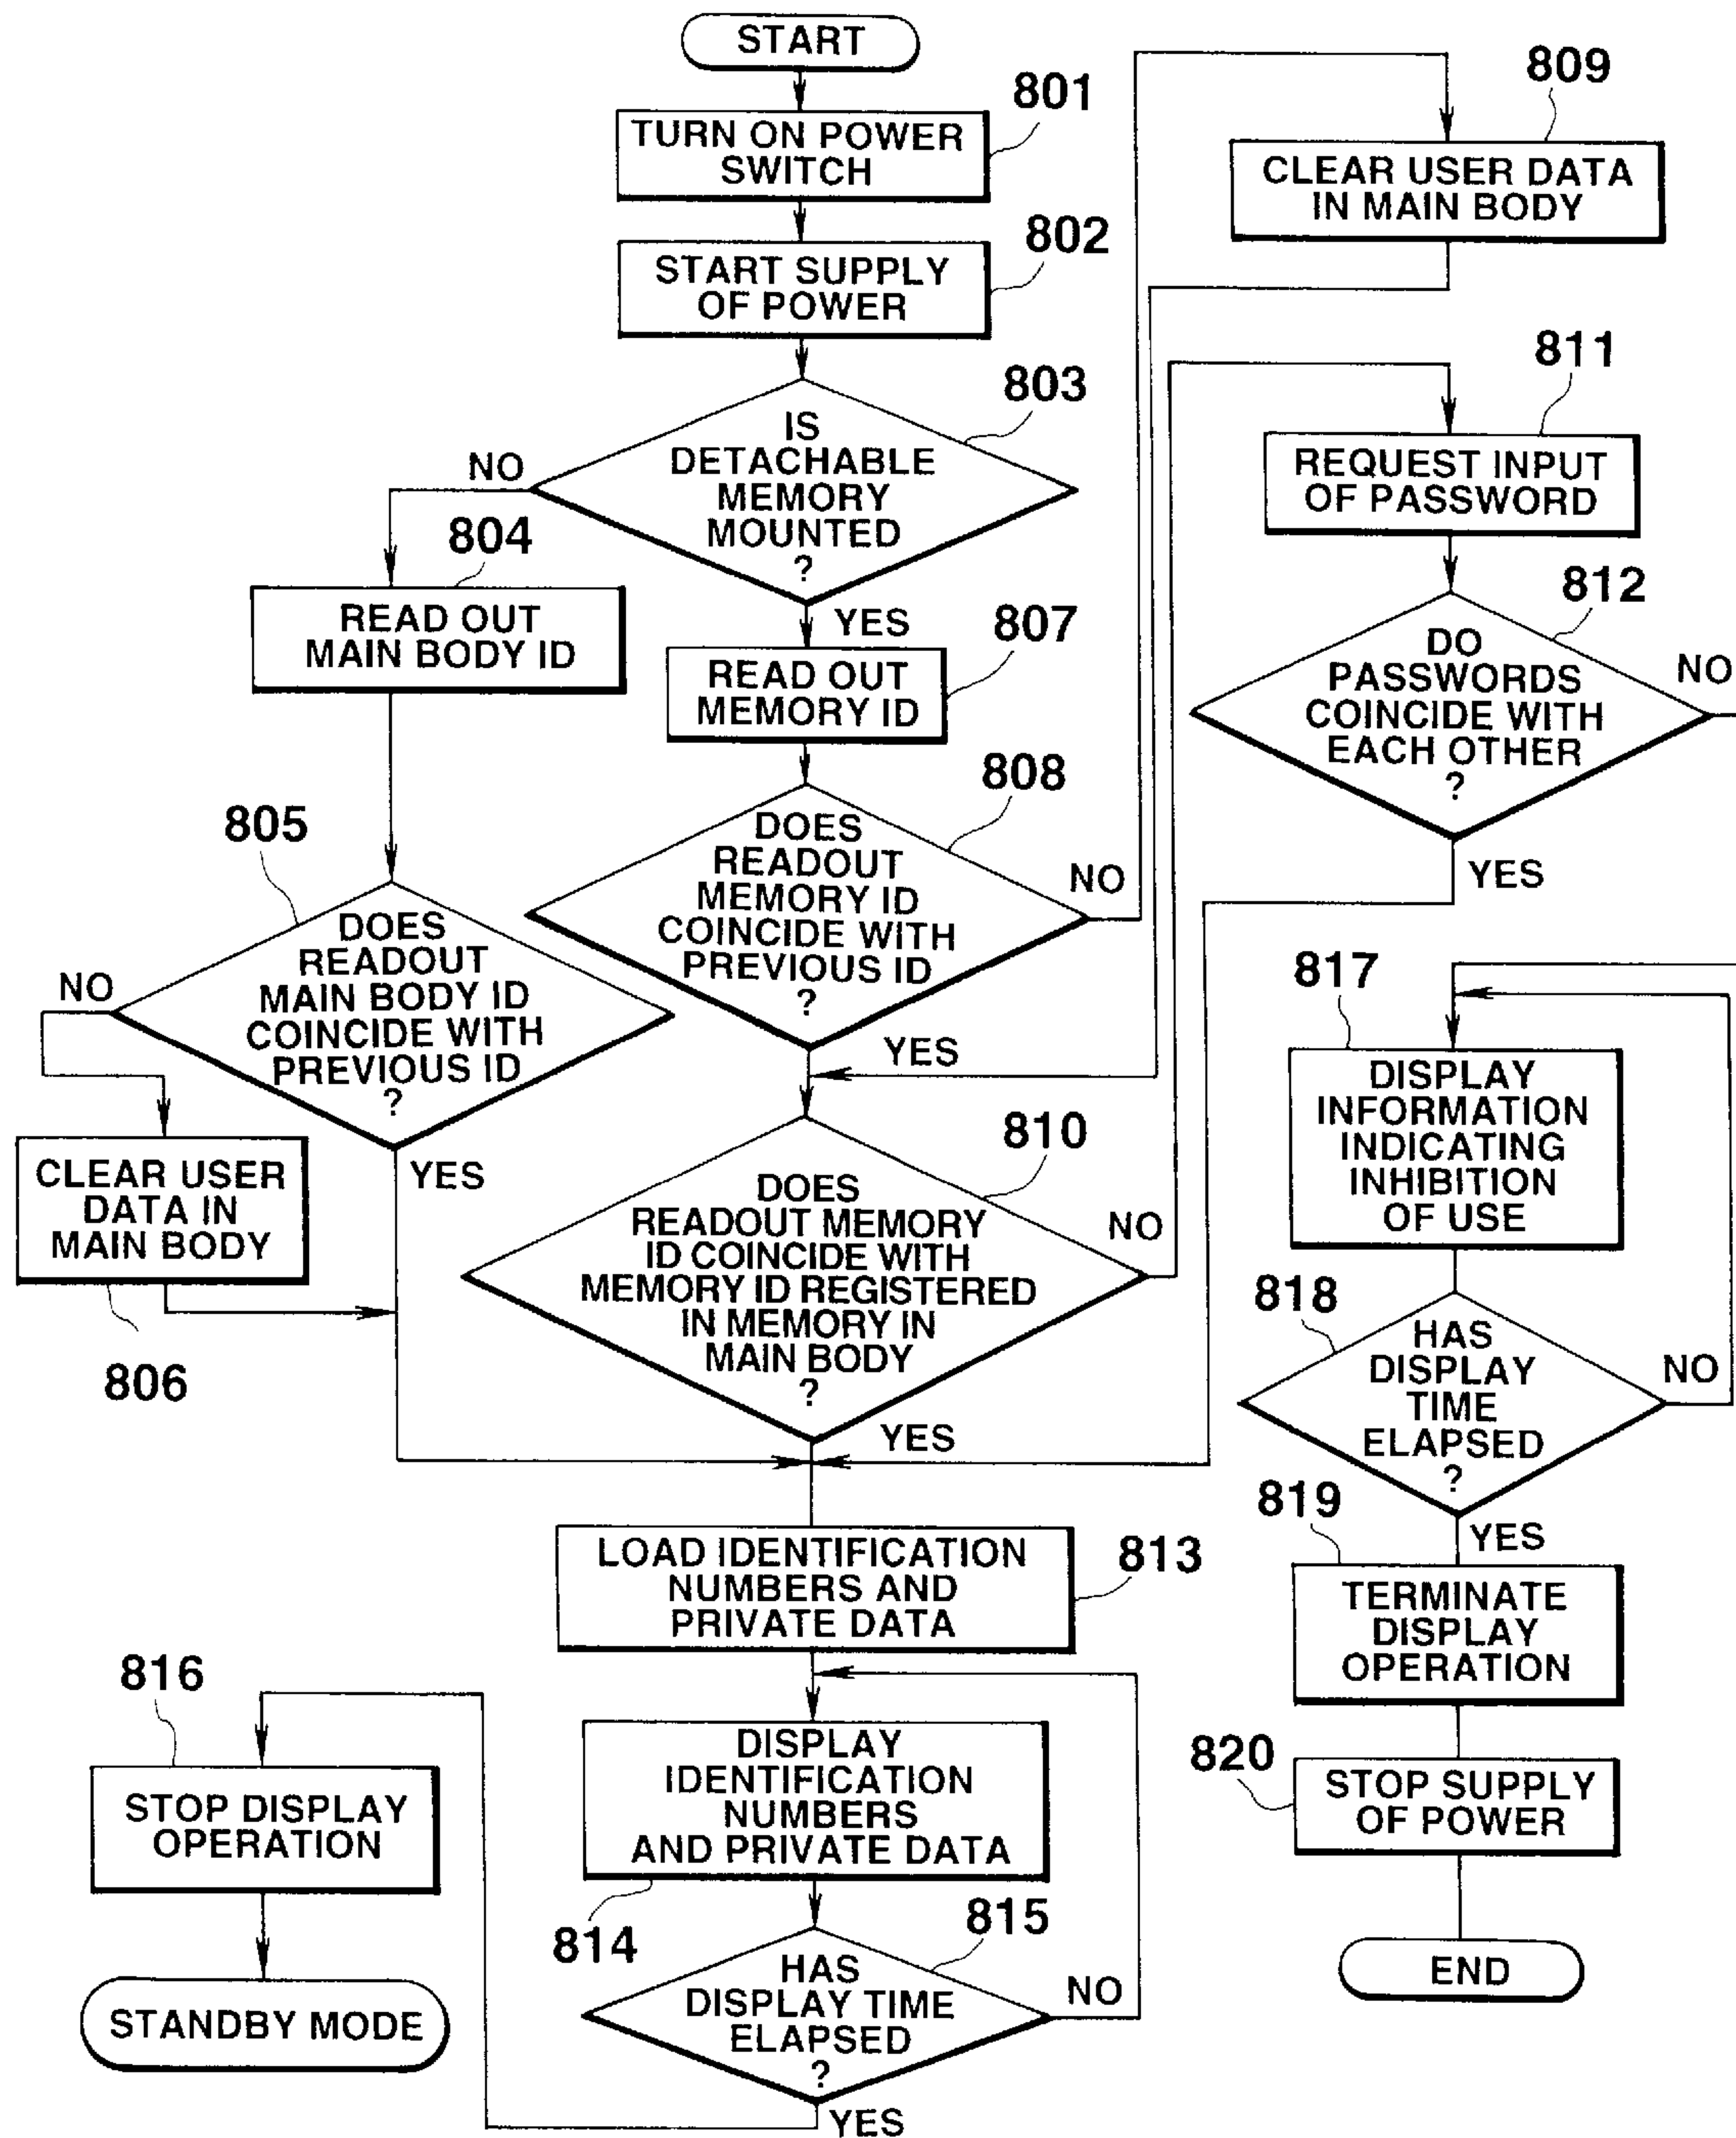 START
801
TURN ON POWER
SWITCH
802
START SUPPLY
OF POWER
803
IS
DETACHABLE
MEMORY
MOUNTED
?
NO
YES
804
READ OUT
MAIN BODY ID
807
READ OUT
MEMORY ID
805
DOES
READOUT
MAIN BODY ID
COINCIDE WITH
PREVIOUS ID
?
NO
YES
CLEAR USER
DATA IN
MAIN BODY
806
808
DOES
READOUT
MEMORY ID
COINCIDE WITH
PREVIOUS ID
?
NO
YES
810
DOES
READOUT MEMORY
ID COINCIDE WITH
MEMORY ID REGISTERED
IN MEMORY IN
MAIN BODY
?
NO
YES
LOAD IDENTIFICATION
NUMBERS AND
PRIVATE DATA
813
DISPLAY
IDENTIFICATION
NUMBERS
AND PRIVATE DATA
814
815
HAS
DISPLAY TIME
ELAPSED
?
NO
YES
816
STOP DISPLAY
OPERATION
STANDBY MODE
809
CLEAR USER DATA
IN MAIN BODY
811
REQUEST INPUT
OF PASSWORD
812
DO
PASSWORDS
COINCIDE WITH
EACH OTHER
?
NO
YES
817
DISPLAY
INFORMATION
INDICATING
INHIBITION
OF USE
818
HAS
DISPLAY
TIME
ELAPSED
?
NO
YES
819
TERMINATE
DISPLAY
OPERATION
820
STOP SUPPLY
OF POWER
END